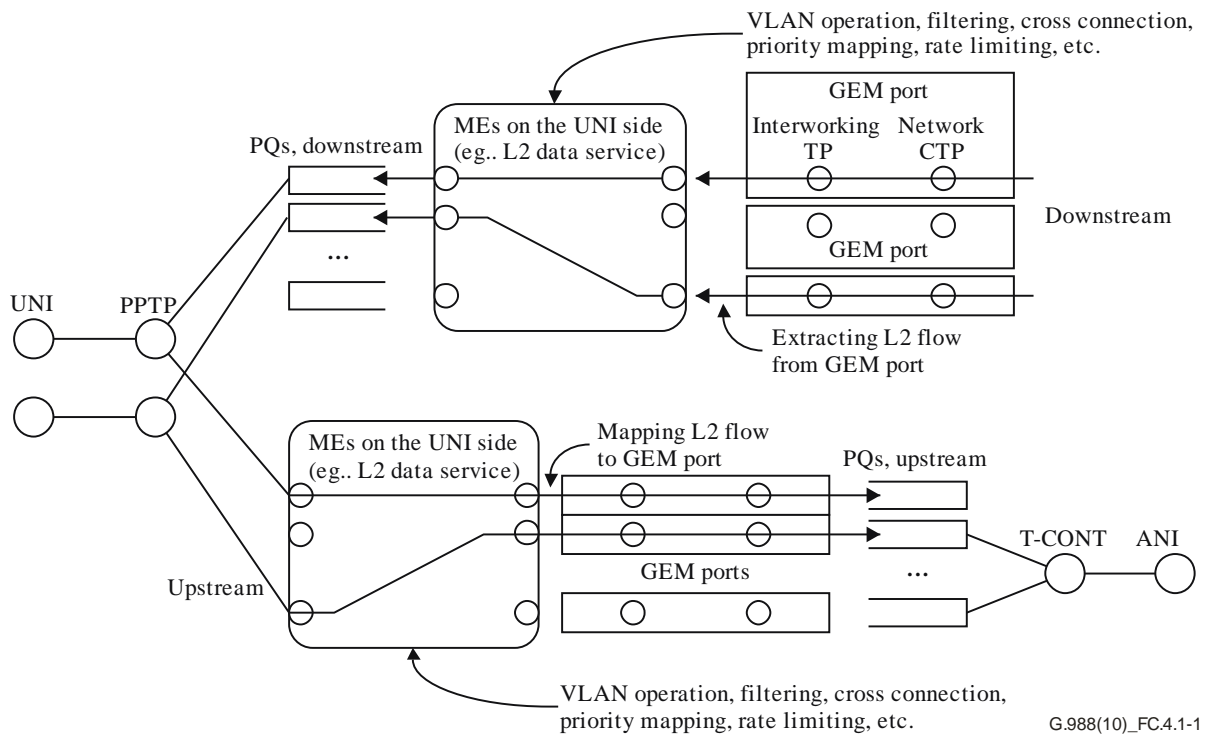 VLAN operation, filtering, cross connection,
priority mapping, rate limiting, etc.
GEM port
MEs on the UNI side
(eg.. L2 data service)
Interworking
TP
Network
CTP
PQs, downstream
Downstream
GEM port
...
UNI
PPTP
Extracting L2 flow
from GEM port
MEs on the UNI side
(eg.. L2 data service)
Mapping L2 flow
to GEM port
PQs, upstream
T-CONT
ANI
GEM ports
...
Upstream
VLAN operation, filtering, cross connection,
priority mapping, rate limiting, etc.
G.988(10)_FC.4.1-1